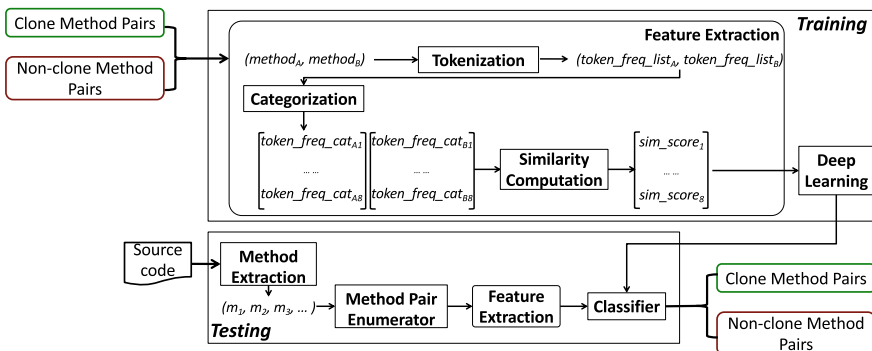 Clone Method Pairs
Non-clone Method
Pairs
Training
Feature Extraction
(method_A, method_B)
Tokenization
(token_freq_list_A, token_freq_list_B)
Categorization
token_freq_cat_A1
... ...
token_freq_cat_A8
token_freq_cat_B1
... ...
token_freq_cat_B8
Similarity
Computation
sim_score_1
... ...
sim_score_8
Deep
Learning
Source
code
Method
Extraction
(m_1, m_2, m_3, ... )
Method Pair
Enumerator
Feature
Extraction
Classifier
Testing
Clone Method Pairs
Non-clone Method
Pairs